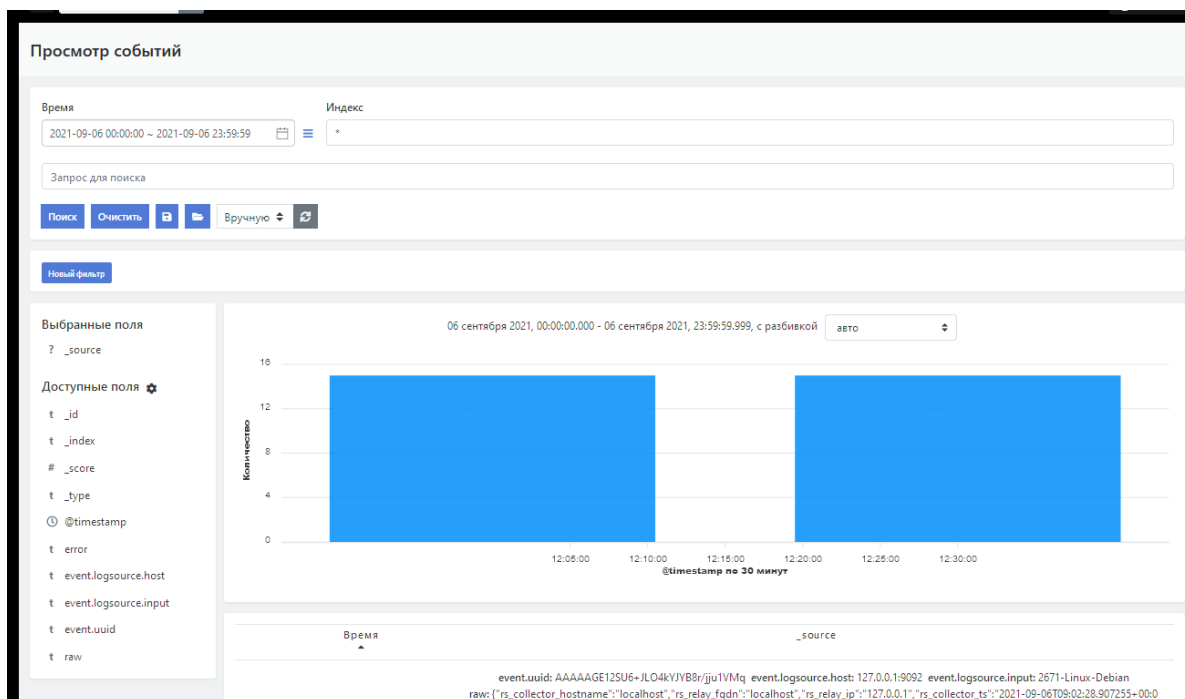 Просмотр событий
Время Индекс
2021-09-06 00:00:00 ~ 2021-09-06 23:59:59 *
Запрос для поиска
Поиск Очистить Вручную
Новый фильтр
Выбранные поля
? _source
Доступные поля
t _id
t _index
# _score
t _type
@timestamp
t error
t event.logsource.host
t event.logsource.input
t event.uuid
t raw
06 сентября 2021, 00:00:00.000 - 06 сентября 2021, 23:59:59.999, с разбивкой авто
16
12
8
4
0
Количество
12:05:00 12:10:00 12:15:00 12:20:00 12:25:00 12:30:00
@timestamp по 30 минут
Время _source
event.uuid: AAAAAGE12SU6+JLO4kYJYB8r/jju1VMq event.logsource.host: 127.0.0.1:9092 event.logsource.input: 2671-Linux-Debian
raw: {"rs_collector_hostname":"localhost","rs_relay_fqdn":"localhost","rs_relay_ip":"127.0.0.1","rs_collector_ts":"2021-09-06T09:02:28.907255+00:0